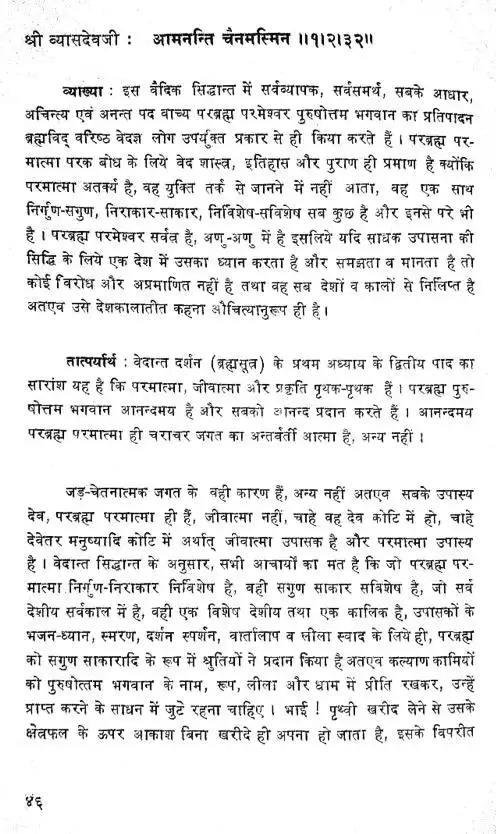 श्री व्यासदेवजी : आमनन्ति चैनमस्मिन ॥१।२।३२॥
व्याख्या : इस वैदिक सिद्धान्त में सर्वव्यापक, सर्वसमर्थ, सबके आधार,
अचिन्त्य एवं अनन्त पद वाच्य परब्रह्म परमेश्वर पुरुषोत्तम भगवान का प्रतिपादन
ब्रह्मविद् वरिष्ठ वेदज्ञ लोग उपर्युक्त प्रकार से ही किया करते हैं । परब्रह्म पर-
मात्मा परक बोध के लिये वेद शास्त्र, इतिहास और पुराण ही प्रमाण है क्योंकि
परमात्मा अतर्क्य है, वह युक्ति तर्क से जानने में नहीं आता, वह एक साथ
निर्गुण-सगुण, निराकार-साकार, निर्विशेष-सविशेष सब कुछ है और इनसे परे भी
है । परब्रह्म परमेश्वर सर्वत्र है, अणु-अणु में है इसलिये यदि साधक उपासना की
सिद्धि के लिये एक देश में उसका ध्यान करता है और समझता व मानता है तो
कोई विरोध और अप्रमाणित नहीं है तथा वह सब देशों व कालों से निर्लिप्त है
अतएव उसे देशकालातीत कहना औचित्यानुरूप ही है ।
तात्पर्यार्थ : वेदान्त दर्शन (ब्रह्मसूत्र) के प्रथम अध्याय के द्वितीय पाद का
सारांश यह है कि परमात्मा, जीवात्मा और प्रकृति पृथक-पृथक हैं । परब्रह्म पुरु-
षोत्तम भगवान आनन्दमय है और सबको आनन्द प्रदान करते हैं । आनन्दमय
परब्रह्म परमात्मा ही चराचर जगत का अन्तर्वर्ती आत्मा है, अन्य नहीं ।
जड़-चेतनात्मक जगत के वही कारण हैं, अन्य नहीं अतएव सबके उपास्य
देव, परब्रह्म परमात्मा ही हैं, जीवात्मा नहीं, चाहे वह देव कोटि में हो, चाहे
देवेतर मनुष्यादि कोटि में अर्थात् जीवात्मा उपासक है और परमात्मा उपास्य
है । वेदान्त सिद्धान्त के अनुसार, सभी आचार्यों का मत है कि जो परब्रह्म पर-
मात्मा निर्गुण-निराकार निर्विशेष है, वही सगुण साकार सविशेष है, जो सर्व
देशीय सर्वकाल में है, वही एक विशेष देशीय तथा एक कालिक है, उपासकों के
भजन-ध्यान, स्मरण, दर्शन स्पर्शन, वार्तालाप व लीला स्वाद के लिये ही, परब्रह्म
को सगुण साकारादि के रूप में श्रुतियों ने प्रदान किया है अतएव कल्याण कामियों
को पुरुषोत्तम भगवान के नाम, रूप, लीला और धाम में प्रीति रखकर, उन्हें
प्राप्त करने के साधन में जुटे रहना चाहिए । भाई ! पृथ्वी खरीद लेने से उसके
क्षेत्रफल के ऊपर आकाश बिना खरीदे ही अपना हो जाता है, इसके विपरीत
४६